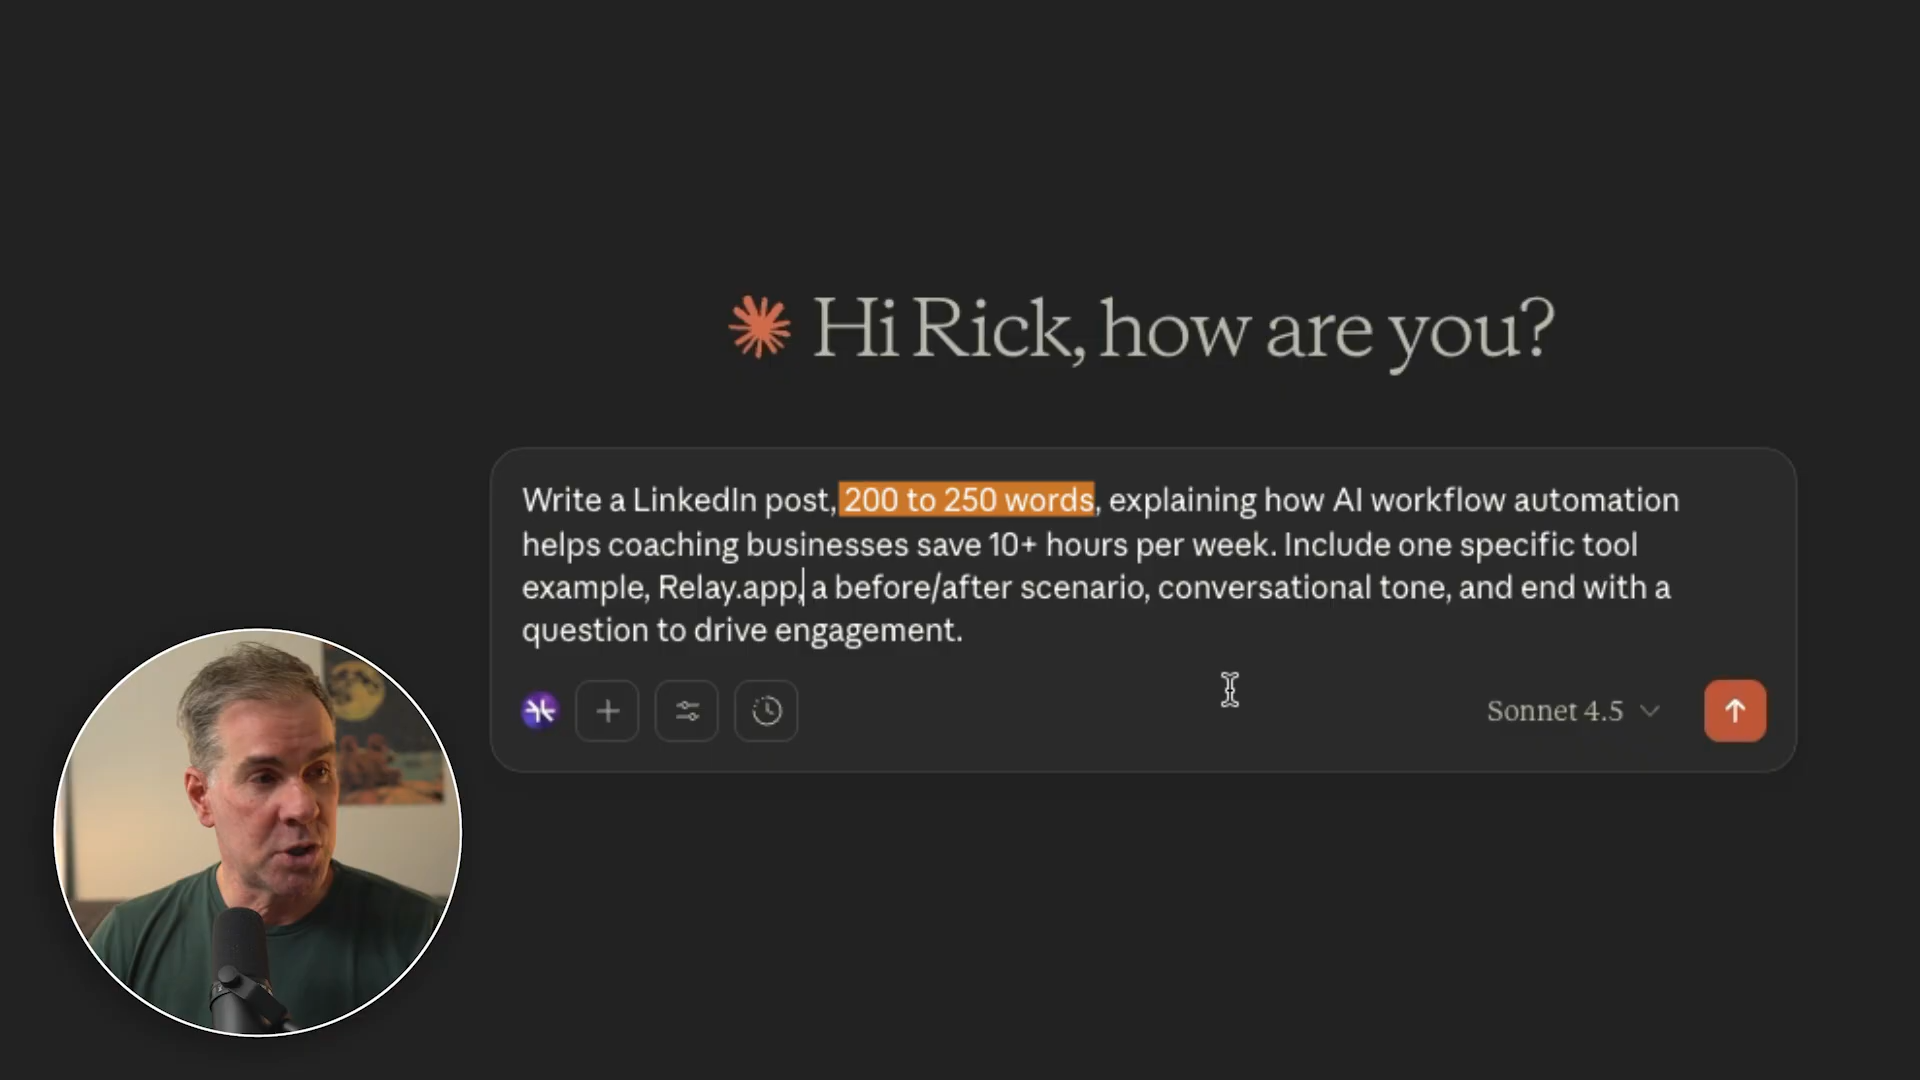 Hi Rick, how are you?
Write a LinkedIn post, 200 to 250 words, explaining how AI workflow automation
helps coaching businesses save 10+ hours per week. Include one specific tool
example, Relay.app, a before/after scenario, conversational tone, and end with a
question to drive engagement.
Sonnet 4.5